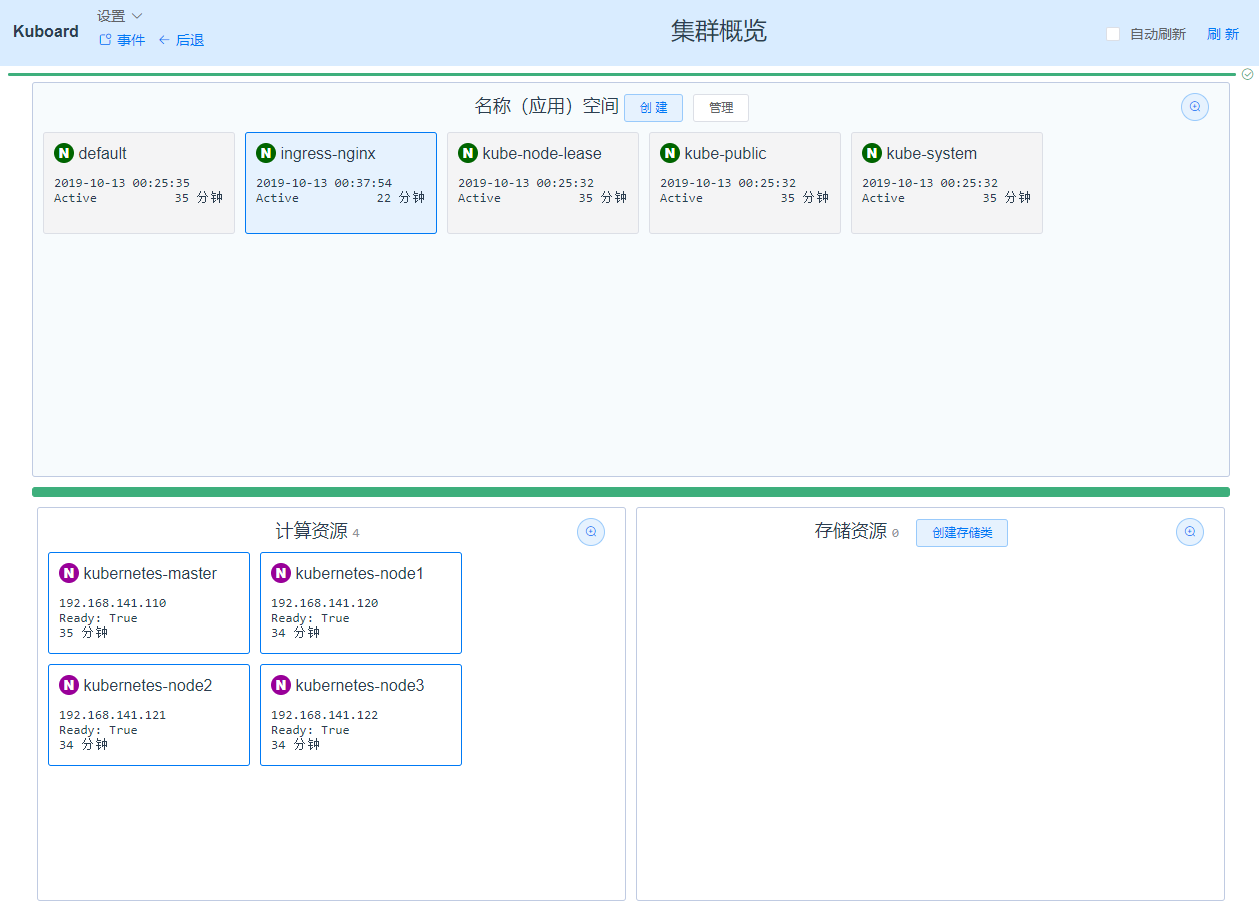 Kuboard
设置
事件
后退
集群概览
自动刷新
刷 新
名称（应用）空间
创 建
管理
N default
2019-10-13 00:25:35
Active 35 分钟
N ingress-nginx
2019-10-13 00:37:54
Active 22 分钟
N kube-node-lease
2019-10-13 00:25:32
Active 35 分钟
N kube-public
2019-10-13 00:25:32
Active 35 分钟
N kube-system
2019-10-13 00:25:32
Active 35 分钟
计算资源 4
N kubernetes-master
192.168.141.110
Ready: True
35 分钟
N kubernetes-node1
192.168.141.120
Ready: True
34 分钟
N kubernetes-node2
192.168.141.121
Ready: True
34 分钟
N kubernetes-node3
192.168.141.122
Ready: True
34 分钟
存储资源 0
创建存储类